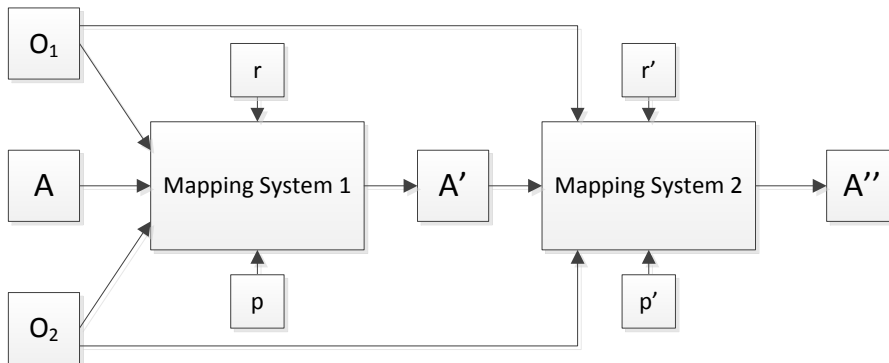 O₁
r
r’
A
Mapping System 1
A’
Mapping System 2
A’’
p
p’
O₂